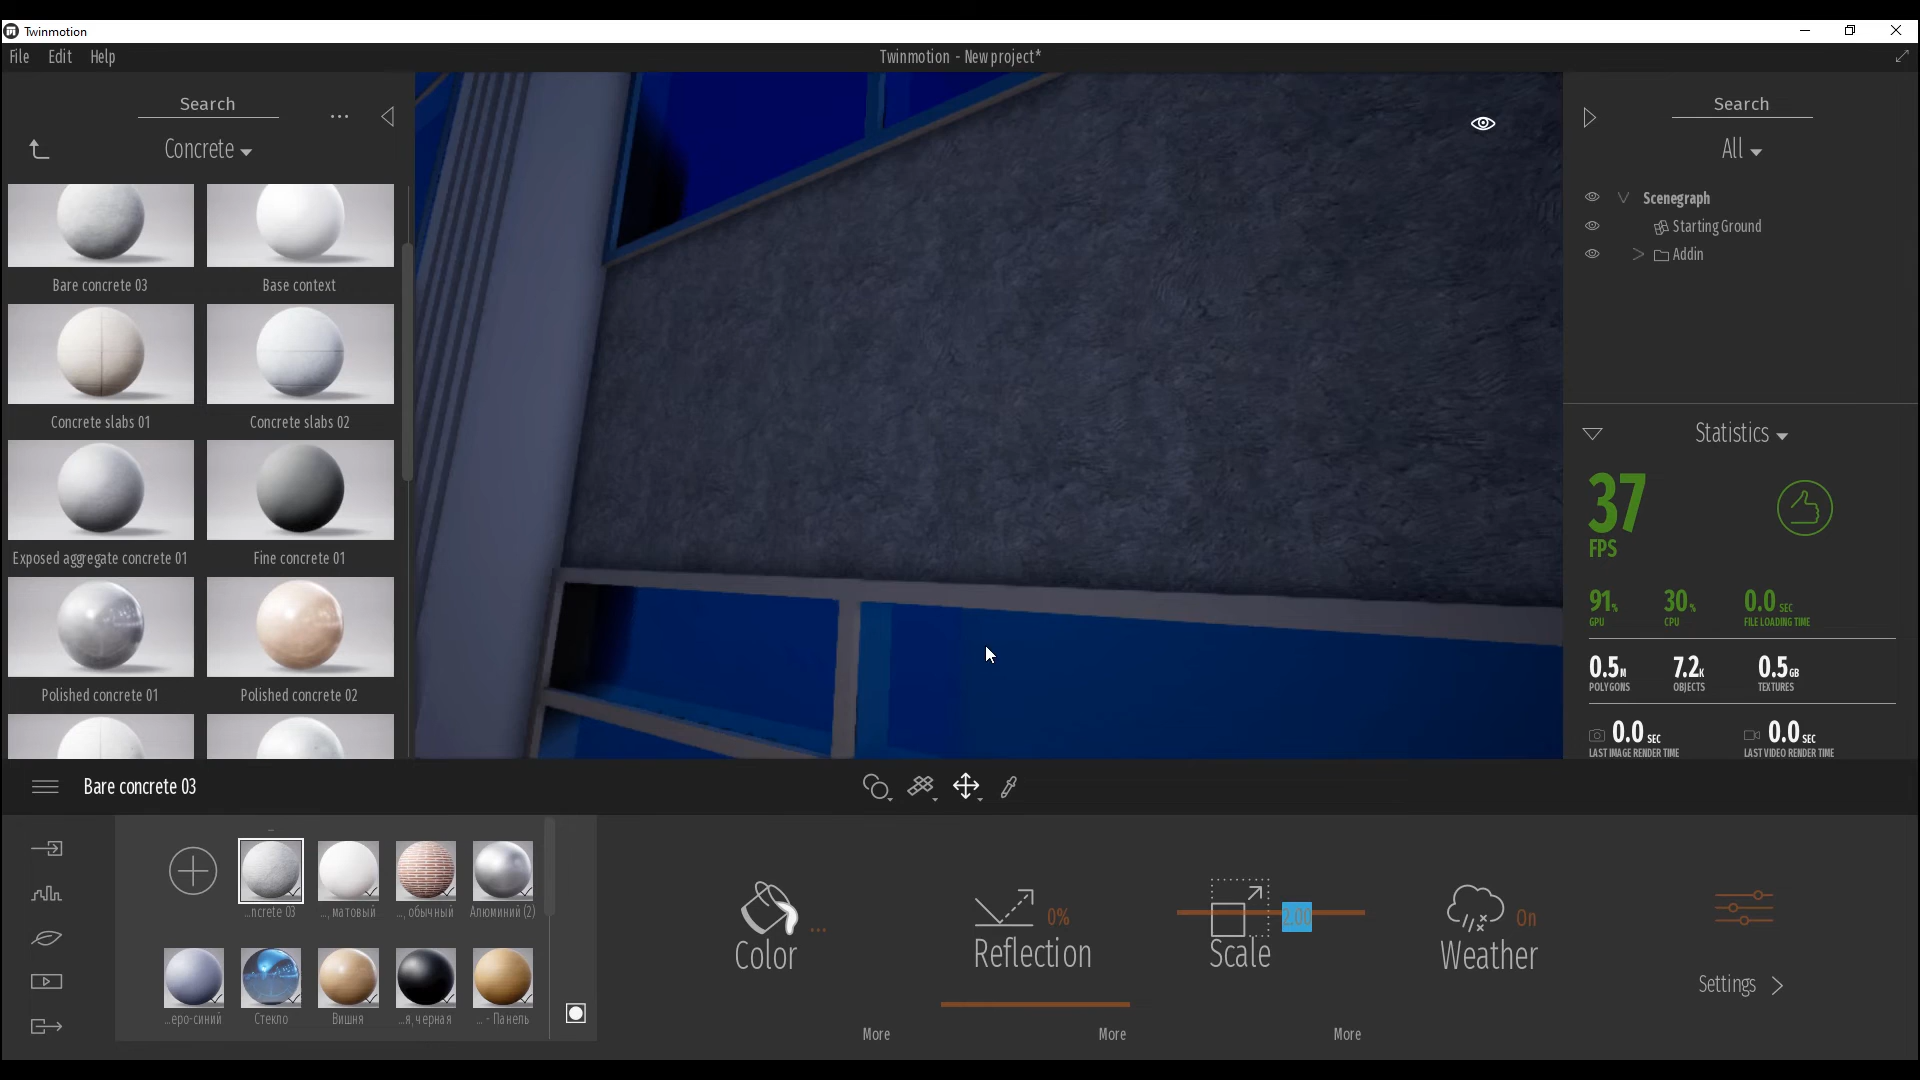 Twinmotion
File Edit Help
Twinmotion - New project*
Search
...
Concrete
Bare concrete 03
Base context
Concrete slabs 01
Concrete slabs 02
Exposed aggregate concrete 01
Fine concrete 01
Polished concrete 01
Polished concrete 02
Search
All
Scenegraph
Starting Ground
Addin
Statistics
37
FPS
91%
GPU
30%
CPU
0.0 SEC
FILE LOADING TIME
0.5M
POLYGONS
7.2K
OBJECTS
0.5GB
TEXTURES
0.0 SEC
LAST IMAGE RENDER TIME
0.0 SEC
LAST VIDEO RENDER TIME
Bare concrete 03
...ncrete 03
..., матовый
..., обычный
Алюминий (2)
...еро-синий
Стекло
Вишня
...я, черная
... - Панель
Color ...
More
Reflection 0%
More
Scale 2.00
More
Weather On
Settings